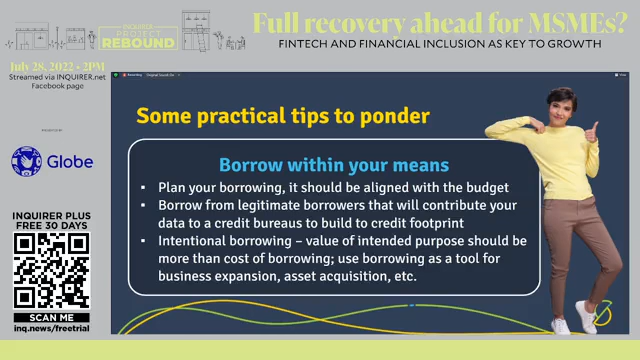 INQUIRER
PROJECT
REBOUND
July 28, 2022 • 2PM
Streamed via INQUIRER.net
Facebook page
Full recovery ahead for MSMEs?
FINTECH AND FINANCIAL INCLUSION AS KEY TO GROWTH
Globe
INQUIRER PLUS
FREE 30 DAYS
SCAN ME
inq.news/freetrial
Some practical tips to ponder
Borrow within your means
▪ Plan your borrowing, it should be aligned with the budget
▪ Borrow from legitimate borrowers that will contribute your
data to a credit bureaus to build to credit footprint
▪ Intentional borrowing – value of intended purpose should be
more than cost of borrowing; use borrowing as a tool for
business expansion, asset acquisition, etc.